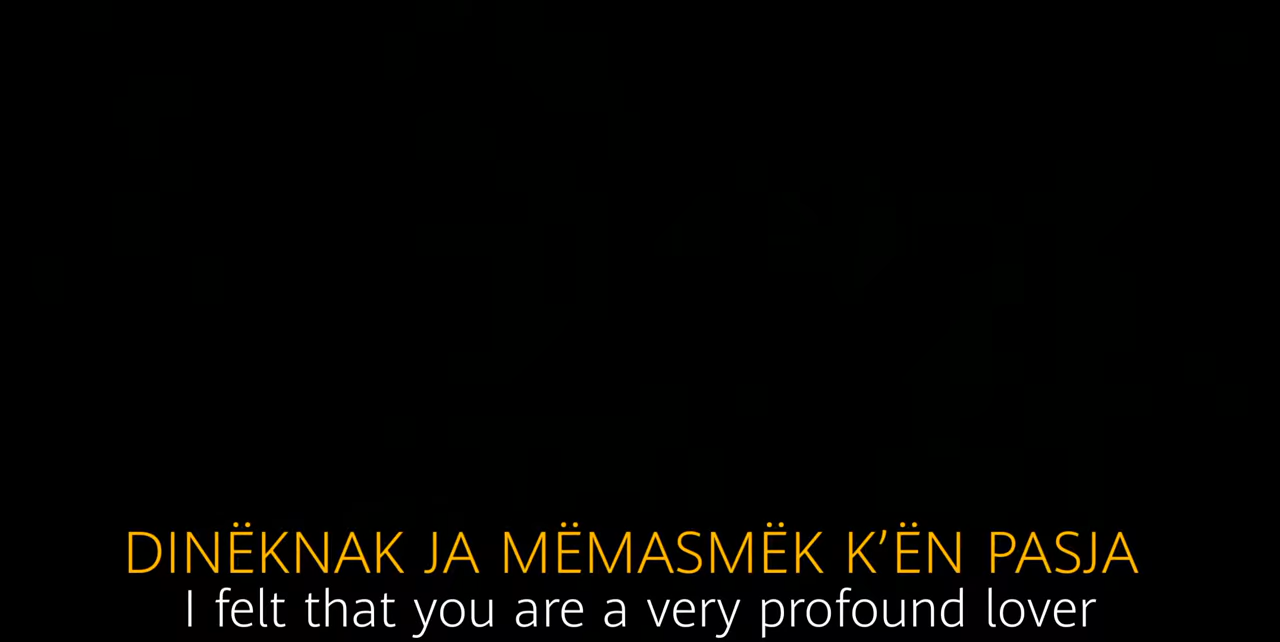 DINËKNAK JA MËMASMËK K’ËN PASJA
I felt that you are a very profound lover